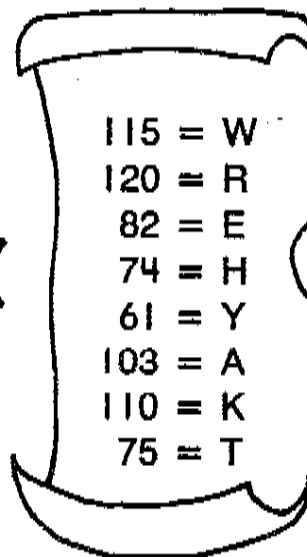 115 = W
120 = R
82 = E
74 = H
61 = Y
103 = A
110 = K
75 = T